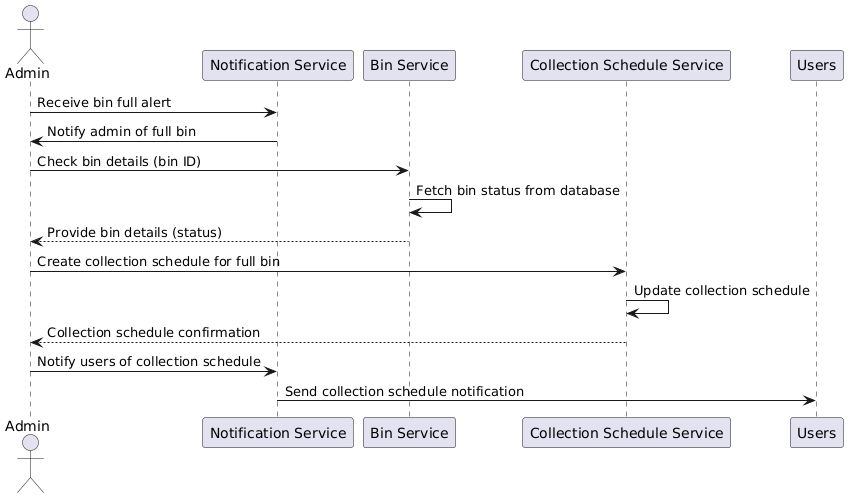 Admin
Notification Service
Bin Service
Collection Schedule Service
Users
Receive bin full alert
Notify admin of full bin
Check bin details (bin ID)
Fetch bin status from database
Provide bin details (status)
Create collection schedule for full bin
Update collection schedule
Collection schedule confirmation
Notify users of collection schedule
Send collection schedule notification
Admin
Notification Service
Bin Service
Collection Schedule Service
Users